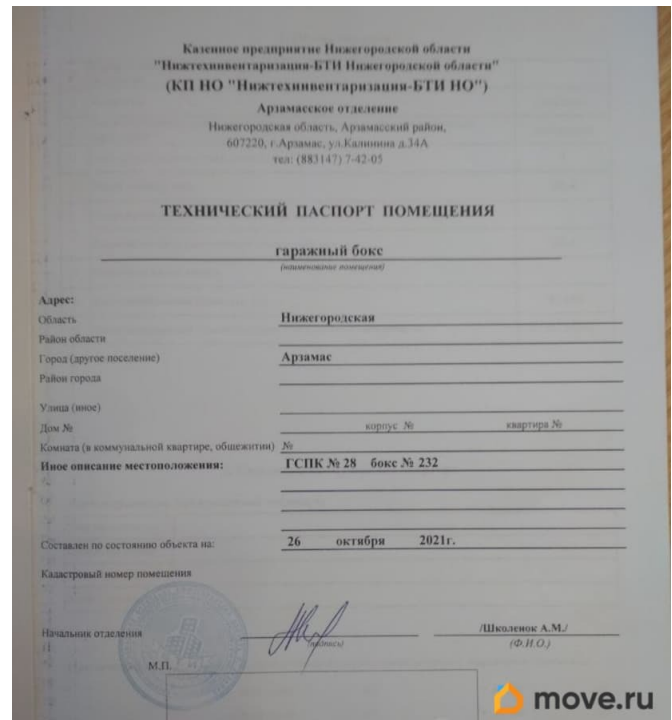 Казенное предприятие Нижегородской области
"Нижтехинвентаризация-БТИ Нижегородской области"
(КП НО "Нижтехинвентаризация-БТИ НО")
Арзамасское отделение
Нижегородская область, Арзамасский район,
607220, г.Арзамас, ул.Калинина д.34А
тел: (883147) 7-42-05
ТЕХНИЧЕСКИЙ ПАСПОРТ ПОМЕЩЕНИЯ
гаражный бокс
(наименование помещения)
Адрес:
Область Нижегородская
Район области
Город (другое поселение) Арзамас
Район города
Улица (иное)
Дом № корпус № квартира №
Комната (в коммунальной квартире, общежитии) №
Иное описание местоположения: ГСПК № 28 бокс № 232
Составлен по состоянию объекта на: 26 октября 2021г.
Кадастровый номер помещения
Начальник отделения (подпись) /Школенок А.М./
(Ф.И.О.)
М.П.
move.ru